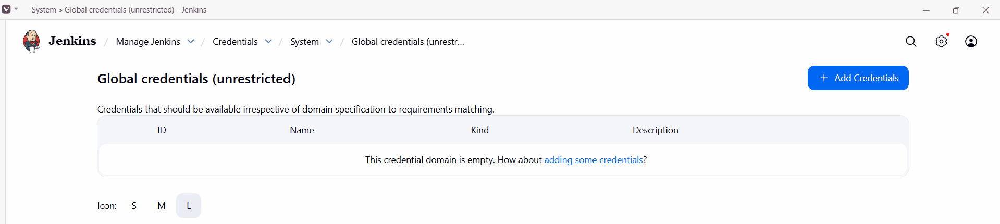 System » Global credentials (unrestricted) - Jenkins
Jenkins / Manage Jenkins / Credentials / System / Global credentials (unrestr...
Global credentials (unrestricted)
+ Add Credentials
Credentials that should be available irrespective of domain specification to requirements matching.
ID Name Kind Description
This credential domain is empty. How about adding some credentials?
Icon: S M L